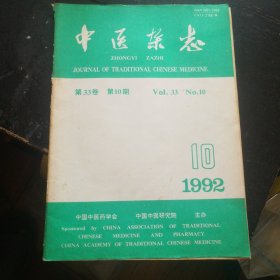 中医杂志
ZHONGYI ZAZHI
JOURNAL OF TRADITIONAL CHINESE MEDICINE
第33卷 第10期 Vol. 33 No.10
10
1992
中国中医药学会 中国中医研究院 主办
Sponsored by CHINA ASSOCIATION OF TRADITIONAL
CHINESE MEDICINE AND PHARMACY
CHINA ACADEMY OF TRADITIONAL CHINESE MEDICINE